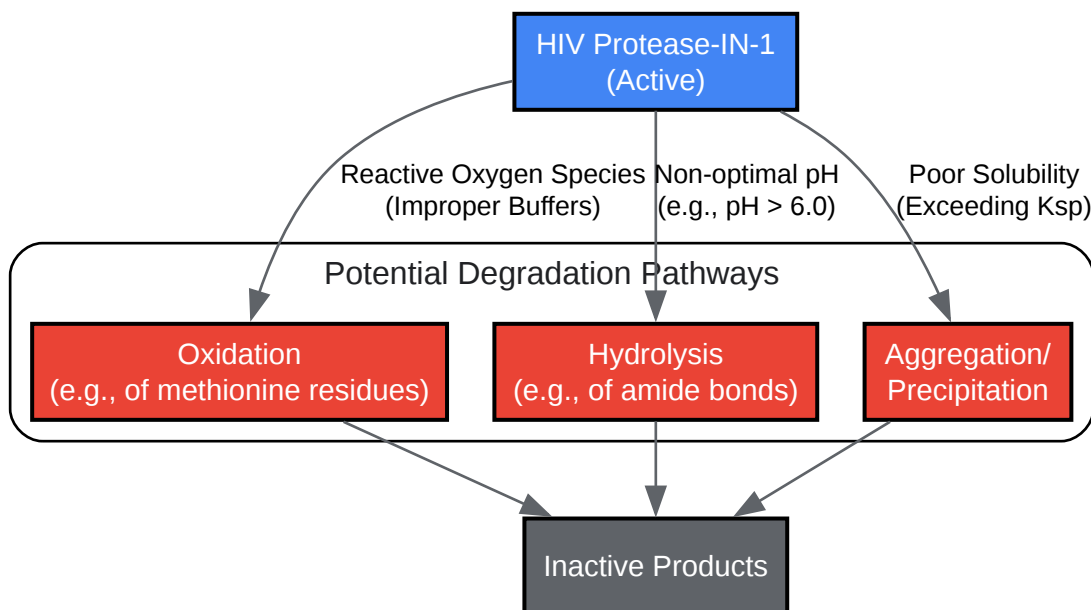 HIV Protease-IN-1
(Active)
Reactive Oxygen Species
(Improper Buffers)
Non-optimal pH
(e.g., pH > 6.0)
Poor Solubility
(Exceeding Ksp)
Potential Degradation Pathways
Oxidation
(e.g., of methionine residues)
Hydrolysis
(e.g., of amide bonds)
Aggregation/
Precipitation
Inactive Products